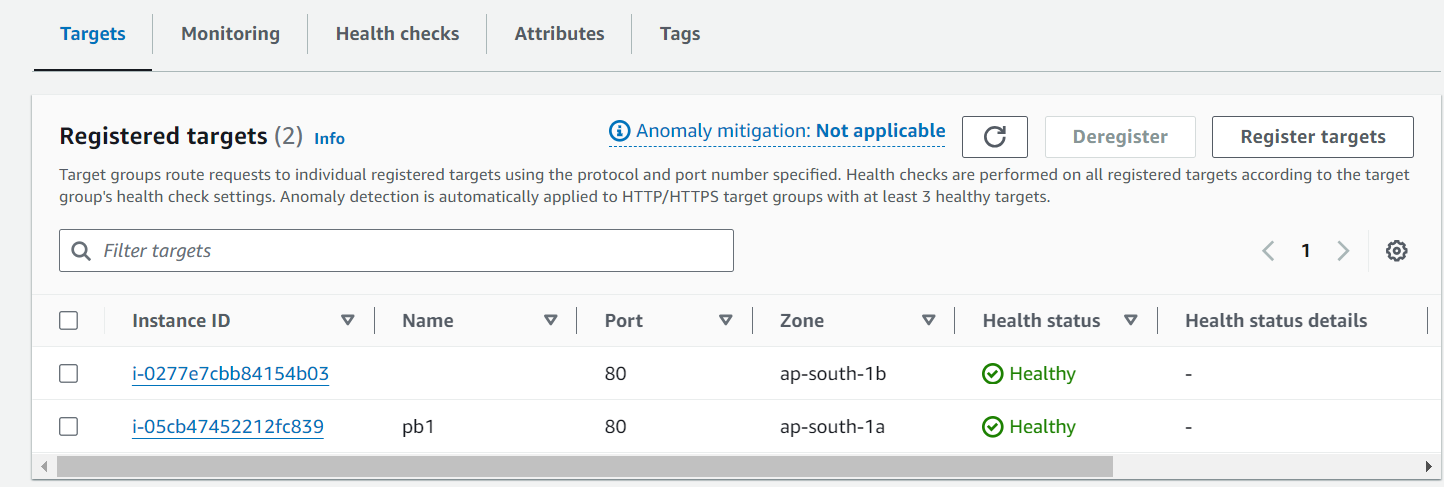 Targets Monitoring Health checks Attributes Tags
Registered targets (2) Info Anomaly mitigation: Not applicable Deregister Register targets
Target groups route requests to individual registered targets using the protocol and port number specified. Health checks are performed on all registered targets according to the target
group's health check settings. Anomaly detection is automatically applied to HTTP/HTTPS target groups with at least 3 healthy targets.
Filter targets 1
Instance ID Name Port Zone Health status Health status details
i-0277e7cbb84154b03 80 ap-south-1b Healthy -
i-05cb47452212fc839 pb1 80 ap-south-1a Healthy -